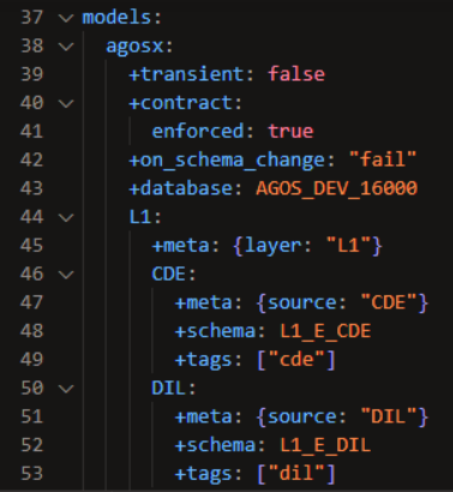 37 models:
38 agosx:
39 +transient: false
40 +contract:
41 enforced: true
42 +on_schema_change: "fail"
43 +database: AGOS_DEV_16000
44 L1:
45 +meta: {layer: "L1"}
46 CDE:
47 +meta: {source: "CDE"}
48 +schema: L1_E_CDE
49 +tags: ["cde"]
50 DIL:
51 +meta: {source: "DIL"}
52 +schema: L1_E_DIL
53 +tags: ["dil"]